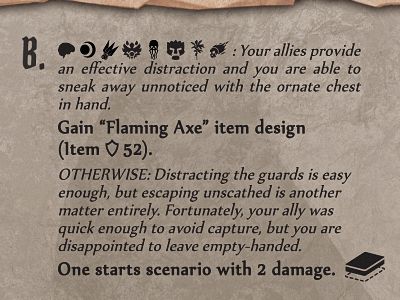 B. : Your allies provide
an effective distraction and you are able to
sneak away unnoticed with the ornate chest
in hand.
Gain “Flaming Axe” item design
(Item 52).
OTHERWISE: Distracting the guards is easy
enough, but escaping unscathed is another
matter entirely. Fortunately, your ally was
quick enough to avoid capture, but you are
disappointed to leave empty-handed.
One starts scenario with 2 damage.